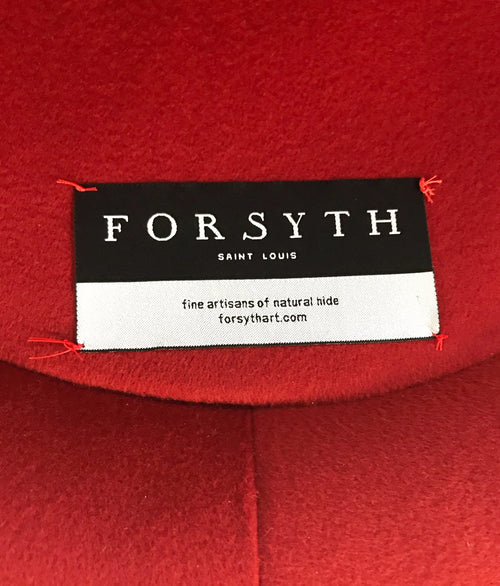 FORSYTH
SAINT LOUIS
fine artisans of natural hide
forsythart.com